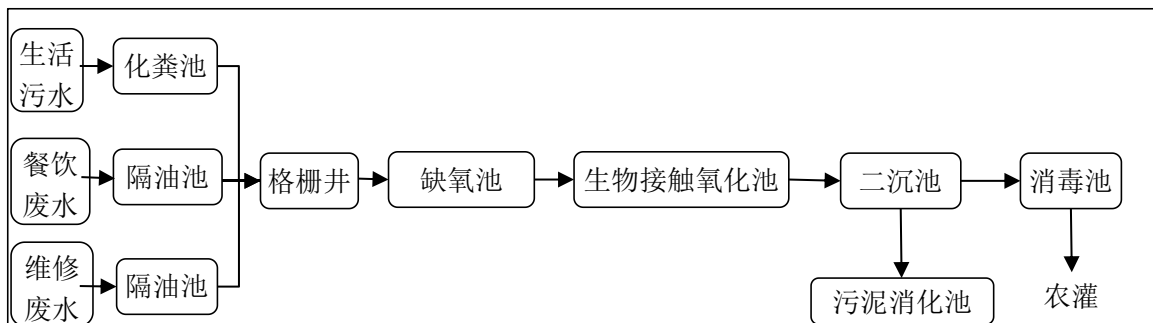 生活
污水
化粪池
餐饮
废水
隔油池
格栅井
缺氧池
生物接触氧化池
二沉池
消毒池
维修
废水
隔油池
污泥消化池
农灌